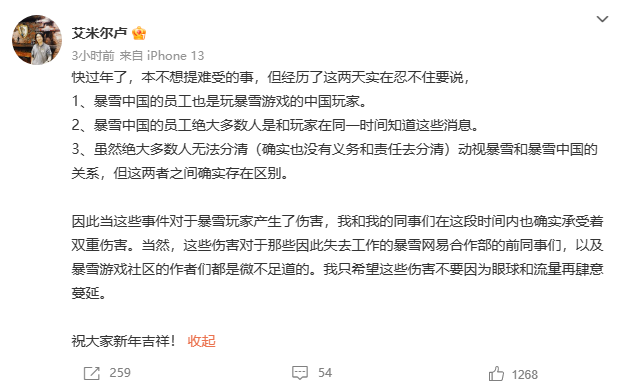 艾米尔卢
3小时前 来自 iPhone 13
快过年了，本不想提难受的事，但经历了这两天实在忍不住要说，
1、暴雪中国的员工也是玩暴雪游戏的中国玩家。
2、暴雪中国的员工绝大多数人是和玩家在同一时间知道这些消息。
3、虽然绝大多数人无法分清（确实也没有义务和责任去分清）动视暴雪和暴雪中国的
关系，但这两者之间确实存在区别。
因此当这些事件对于暴雪玩家产生了伤害，我和我的同事们在这段时间内也确实承受着
双重伤害。当然，这些伤害对于那些因此失去工作的暴雪网易合作部的前同事们，以及
暴雪游戏社区的作者们都是微不足道的。我只希望这些伤害不要因为眼球和流量再肆意
蔓延。
祝大家新年吉祥！ 收起
259 54 1268